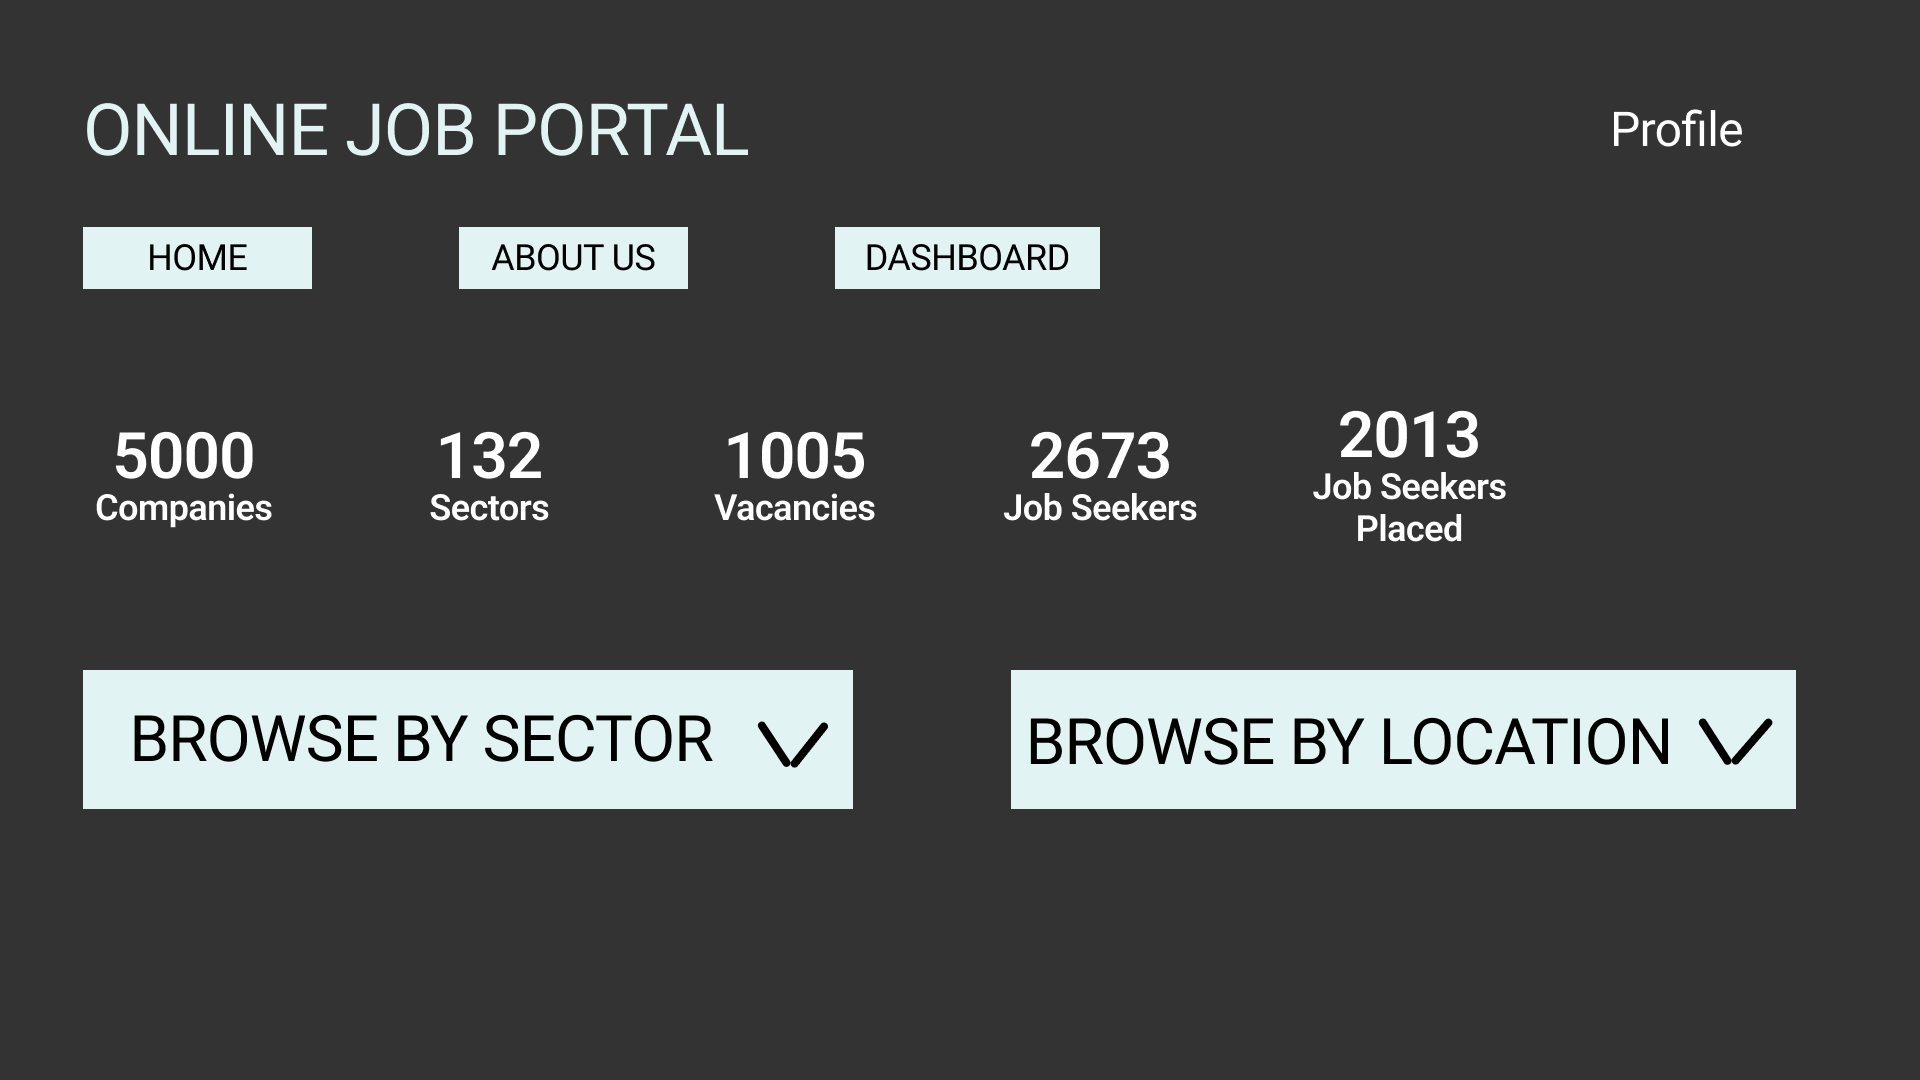 ONLINE JOB PORTAL
Profile
HOME
ABOUT US
DASHBOARD
5000
Companies
132
Sectors
1005
Vacancies
2673
Job Seekers
2013
Job Seekers
Placed
BROWSE BY SECTOR
BROWSE BY LOCATION